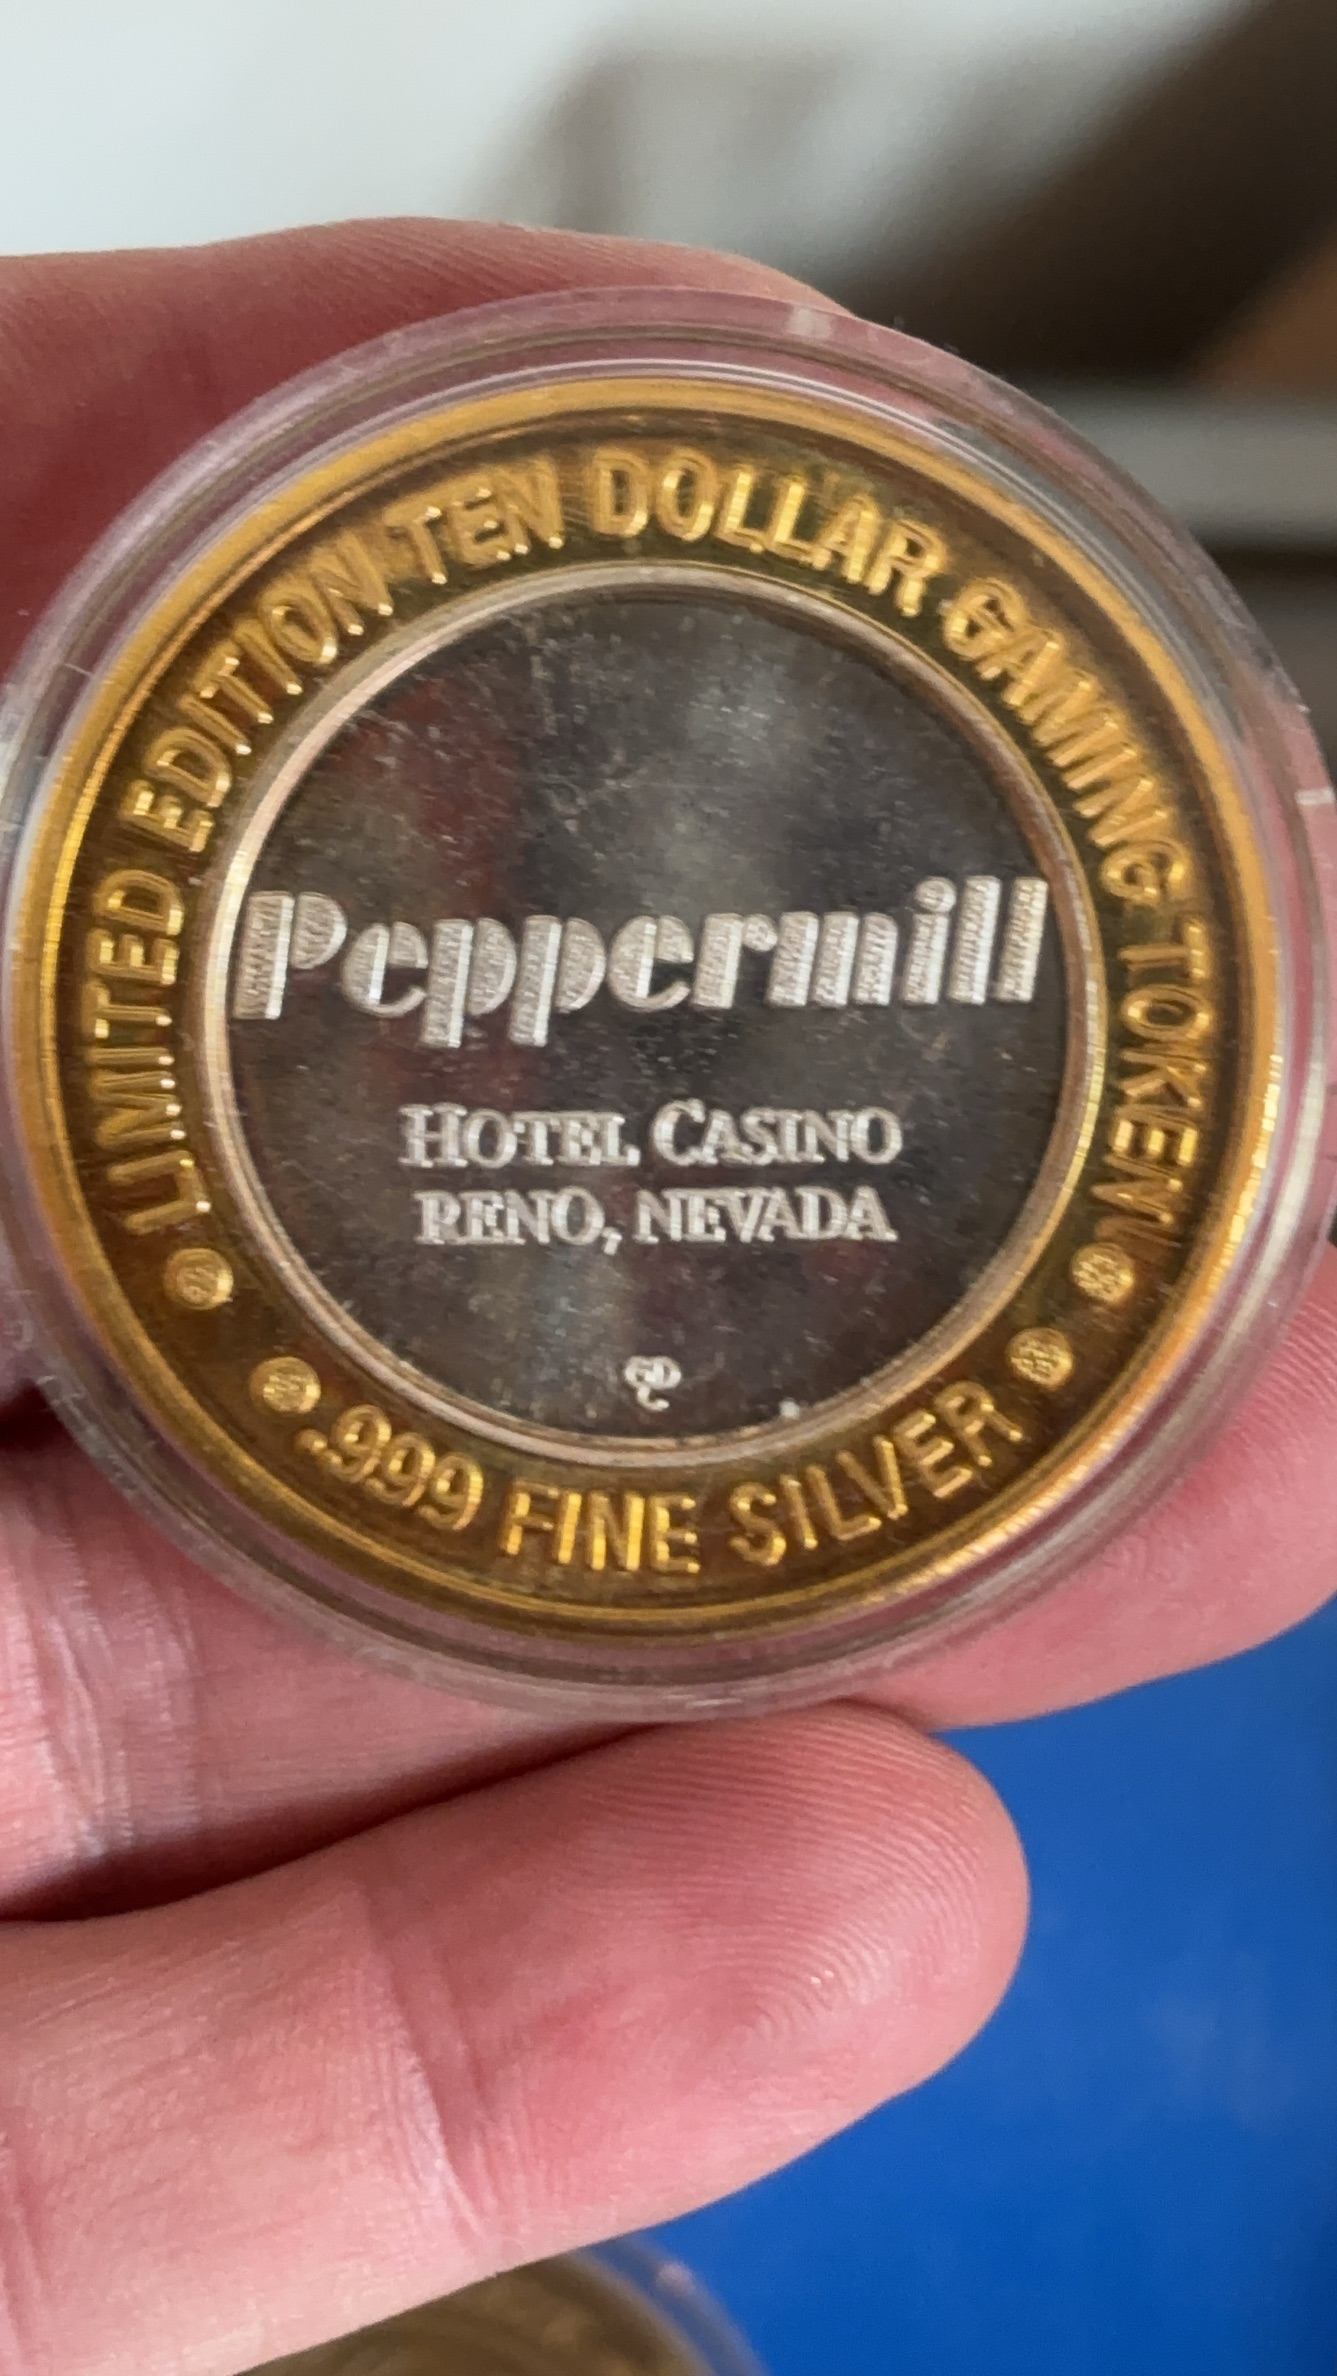 LIMITED EDITION TEN DOLLAR GAMING TOKEN
Peppermill
HOTEL CASINO
RENO, NEVADA
.999 FINE SILVER